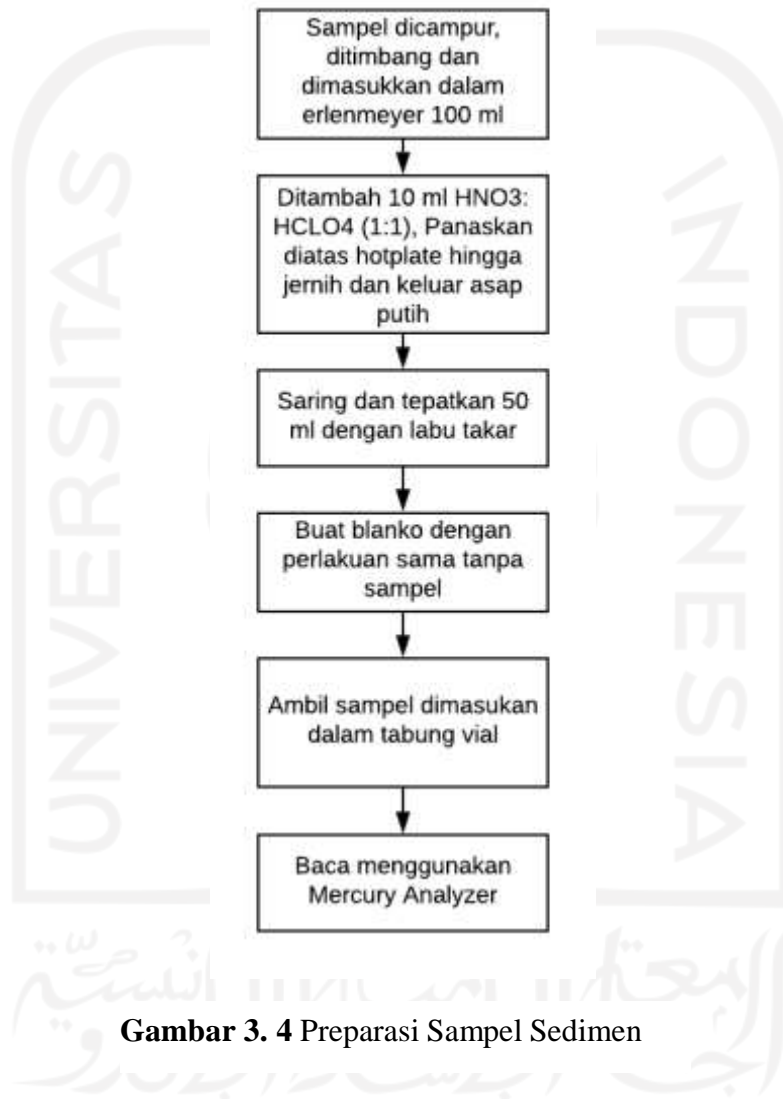 Sampel dicampur,
ditimbang dan
dimasukkan dalam
erlenmeyer 100 ml
Ditambah 10 ml HNO3:
HCLO4 (1:1), Panaskan
diatas hotplate hingga
jernih dan keluar asap
putih
Saring dan tepatkan 50
ml dengan labu takar
Buat blanko dengan
perlakuan sama tanpa
sampel
Ambil sampel dimasukan
dalam tabung vial
Baca menggunakan
Mercury Analyzer
UNIVERSITAS
INDONESIA
Gambar 3. 4 Preparasi Sampel Sedimen